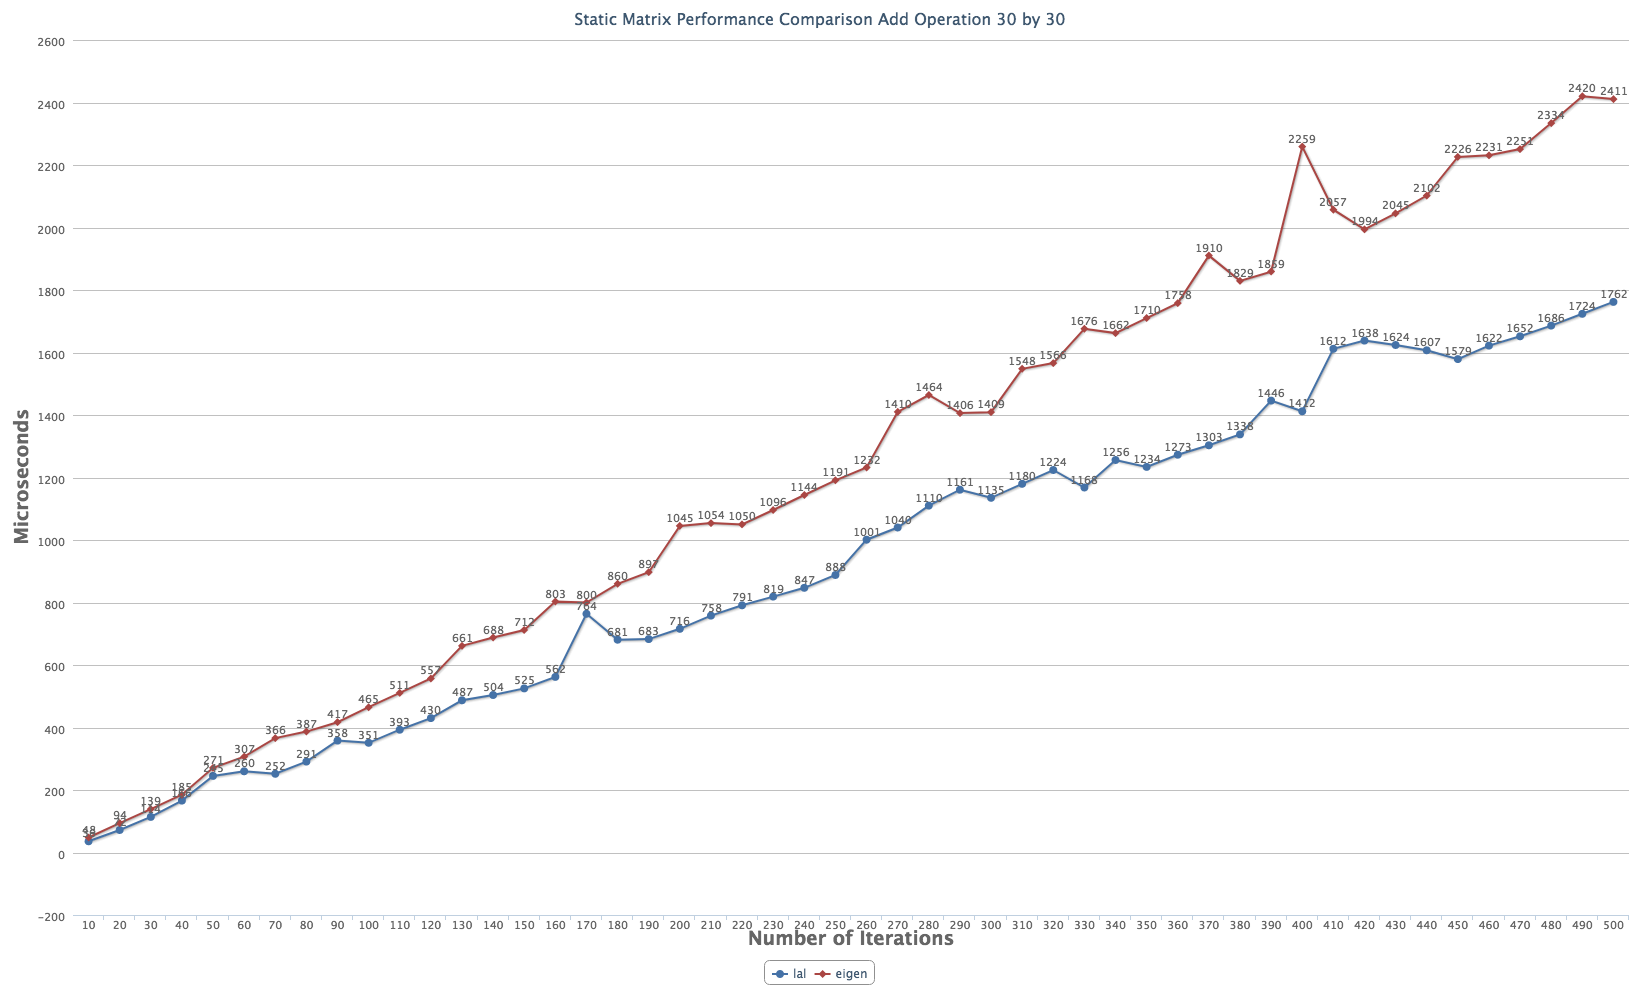 Static Matrix Performance Comparison Add Operation 30 by 30
Microseconds
2600
2400
2200
2000
1800
1600
1400
1200
1000
800
600
400
200
0
-200
48 94 139 185 271 307 366 387 417 465 511 557 661 688 712 803 800 860 897 1045 1054 1050 1096 1144 1191 1232 1410 1464 1406 1409 1548 1566 1676 1662 1710 1758 1910 1829 1859 2259 2057 1994 2045 2102 2226 2231 2251 2334 2420 2411
260 252 291 358 351 393 430 487 504 525 562 764 681 683 716 758 791 819 847 888 1001 1040 1110 1161 1135 1180 1224 1168 1256 1234 1273 1303 1338 1446 1412 1612 1638 1624 1607 1579 1622 1652 1686 1724 1762
10 20 30 40 50 60 70 80 90 100 110 120 130 140 150 160 170 180 190 200 210 220 230 240 250 260 270 280 290 300 310 320 330 340 350 360 370 380 390 400 410 420 430 440 450 460 470 480 490 500
Number of Iterations
lal eigen